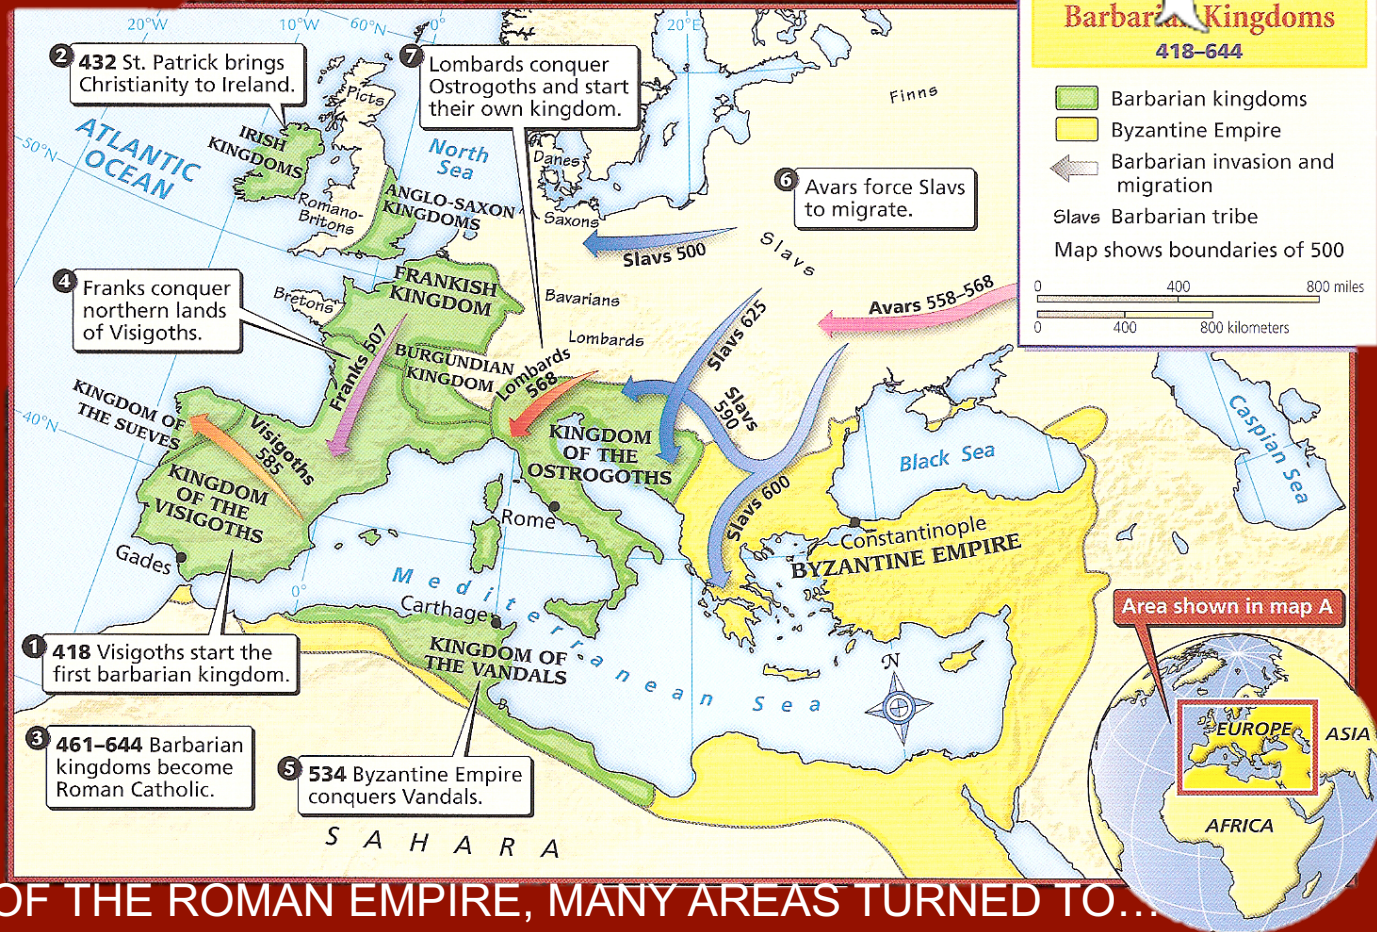 Barbarian Kingdoms
418–644
Barbarian kingdoms
Byzantine Empire
Barbarian invasion and
migration
Slavs Barbarian tribe
Map shows boundaries of 500
0 400 800 miles
0 400 800 kilometers
20°W
10°W
60°N
0°
20°E
50°N
40°N
0°
2 432 St. Patrick brings
Christianity to Ireland.
7 Lombards conquer
Ostrogoths and start
their own kingdom.
6 Avars force Slavs
to migrate.
4 Franks conquer
northern lands
of Visigoths.
1 418 Visigoths start the
first barbarian kingdom.
3 461–644 Barbarian
kingdoms become
Roman Catholic.
5 534 Byzantine Empire
conquers Vandals.
ATLANTIC
OCEAN
North
Sea
IRISH
KINGDOMS
Picts
Romano-
Britons
ANGLO-SAXON
KINGDOMS
Danes
Saxons
Finns
Slavs
Slavs 500
Bretons
FRANKISH
KINGDOM
Bavarians
Lombards
Avars 558–568
Slavs 625
Franks 507
BURGUNDIAN
KINGDOM
Lombards
568
Slavs
590
KINGDOM OF
THE SUEVES
Visigoths
585
KINGDOM
OF THE
VISIGOTHS
KINGDOM
OF THE
OSTROGOTHS
Slavs 600
Black Sea
Caspian Sea
Rome
Constantinople
BYZANTINE EMPIRE
Gades
Carthage
Mediterranean Sea
KINGDOM OF
THE VANDALS
SAHARA
N
Area shown in map A
EUROPE
ASIA
AFRICA
OF THE ROMAN EMPIRE, MANY AREAS TURNED TO…